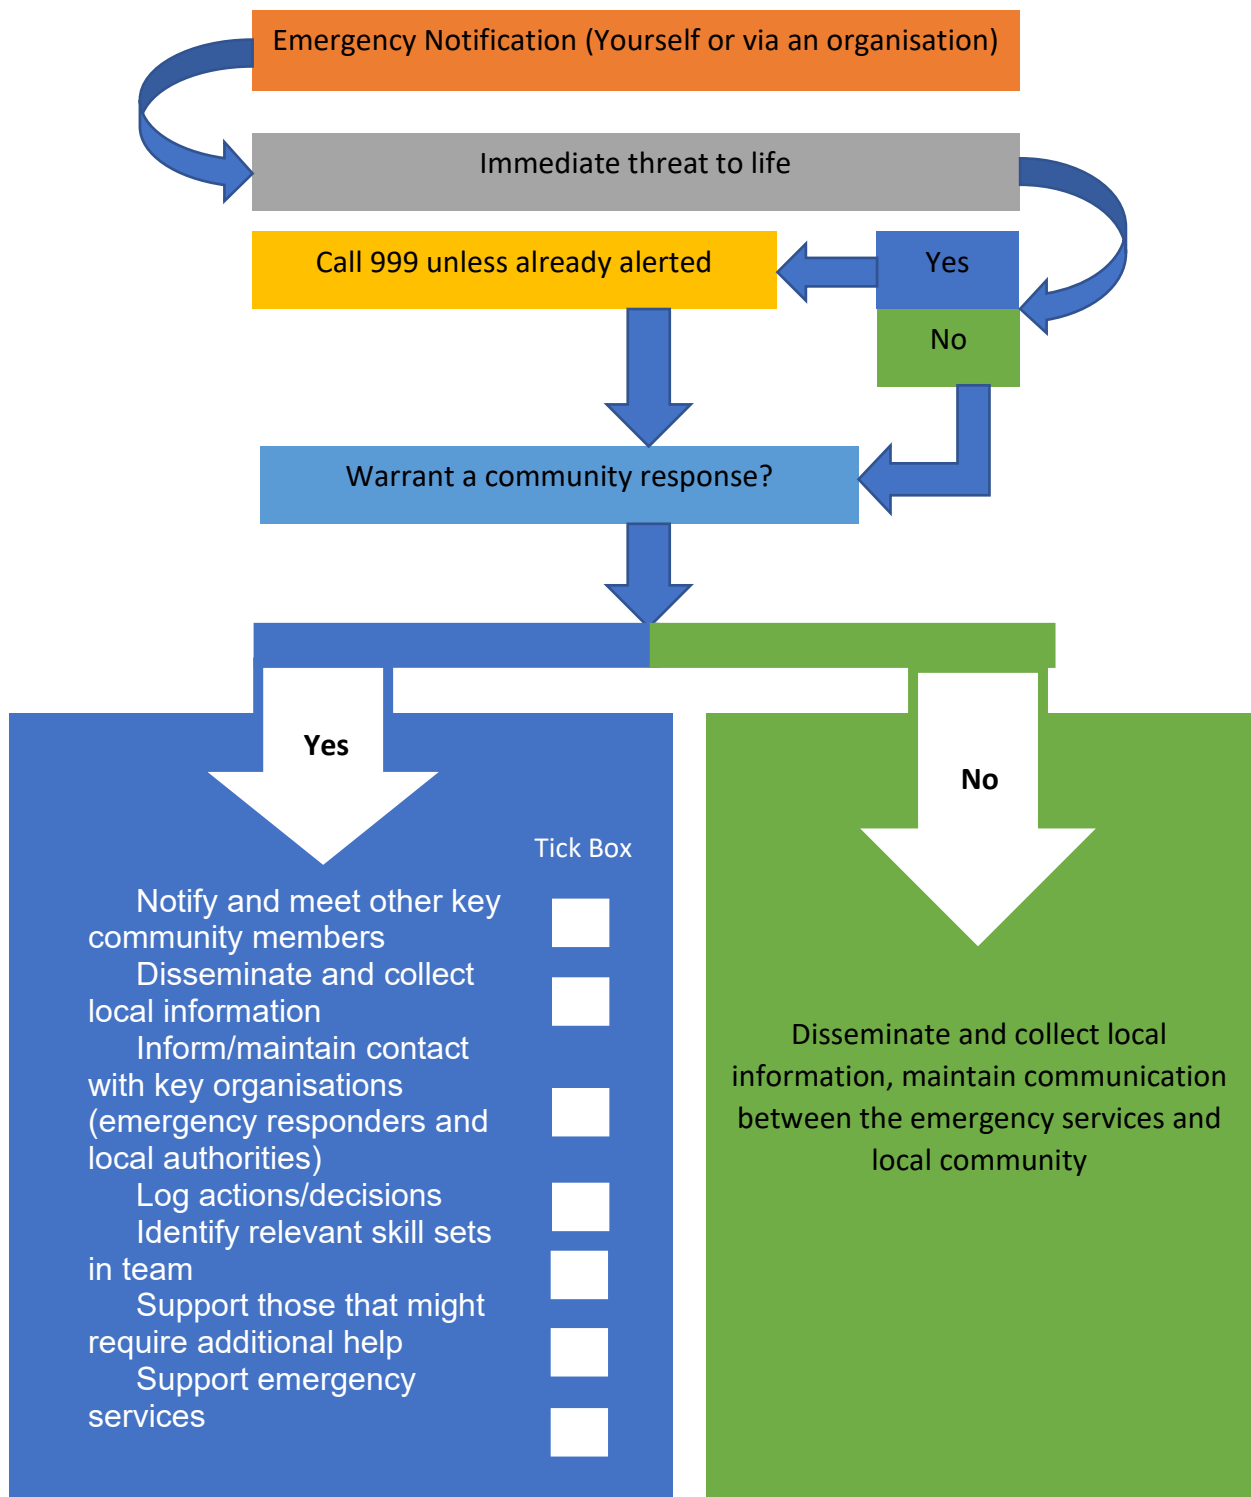 Emergency Notification (Yourself or via an organisation)
Immediate threat to life
Call 999 unless already alerted
Yes
No
Warrant a community response?
Yes
No
Tick Box
Notify and meet other key
community members
Disseminate and collect
local information
Inform/maintain contact
with key organisations
(emergency responders and
local authorities)
Log actions/decisions
Identify relevant skill sets
in team
Support those that might
require additional help
Support emergency
services
Disseminate and collect local
information, maintain communication
between the emergency services and
local community